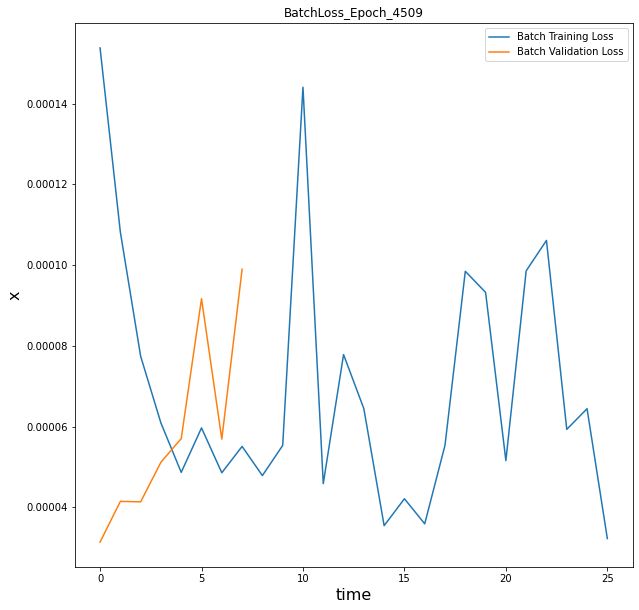 BatchLoss_Epoch_4509
Batch Training Loss
Batch Validation Loss
0.00014
0.00012
0.00010
0.00008
0.00006
0.00004
x
0 5 10 15 20 25
time